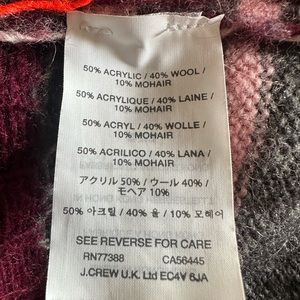 50% ACRYLIC / 40% WOOL /
10% MOHAIR
50% ACRYLIQUE / 40% LAINE /
10% MOHAIR
50% ACRYL / 40% WOLLE /
10% MOHAIR
50% ACRILICO / 40% LANA /
10% MOHAIR
アクリル 50% / ウール 40% /
モヘア 10%
50% 아크릴 / 40% 울 / 10% 모헤어
SEE REVERSE FOR CARE
RN77388 CA56445
J.CREW U.K. Ltd EC4V 6JA